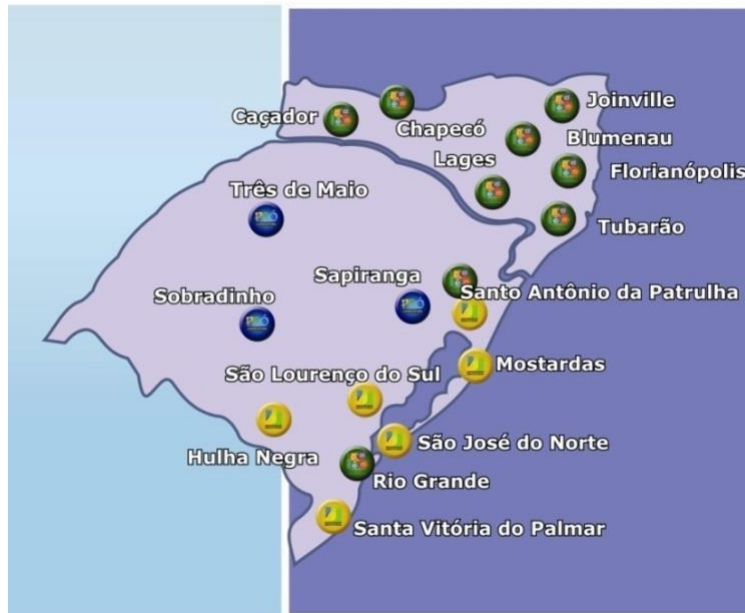 Joinville
Caçador
Chapecó
Blumenau
Lages
Florianópolis
Três de Maio
Tubarão
Sapiranga
Santo Antônio da Patrulha
Sobradinho
Mostardas
São Lourenço do Sul
São José do Norte
Hulha Negra
Rio Grande
Santa Vitória do Palmar